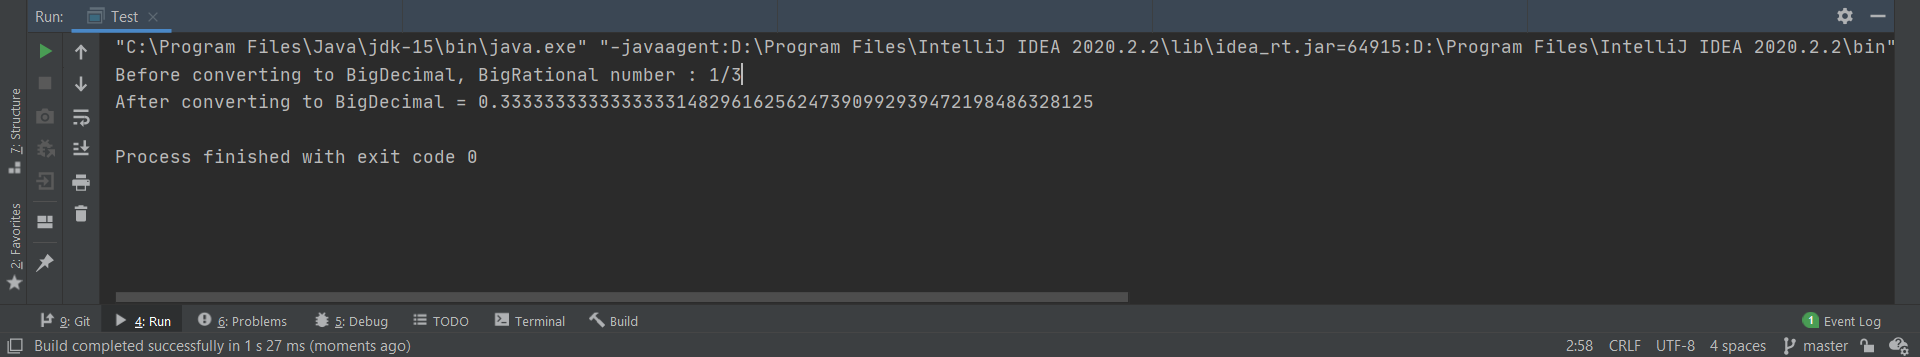 Run: Test
"C:\Program Files\Java\jdk-15\bin\java.exe" "-javaagent:D:\Program Files\IntelliJ IDEA 2020.2.2\lib\idea_rt.jar=64915:D:\Program Files\IntelliJ IDEA 2020.2.2\bin"
Before converting to BigDecimal, BigRational number : 1/3
After converting to BigDecimal = 0.333333333333333314829616256247390992939472198486328125
Process finished with exit code 0
7: Structure
2: Favorites
9: Git 4: Run 6: Problems 5: Debug TODO Terminal Build 1 Event Log
Build completed successfully in 1 s 27 ms (moments ago) 2:58 CRLF UTF-8 4 spaces master